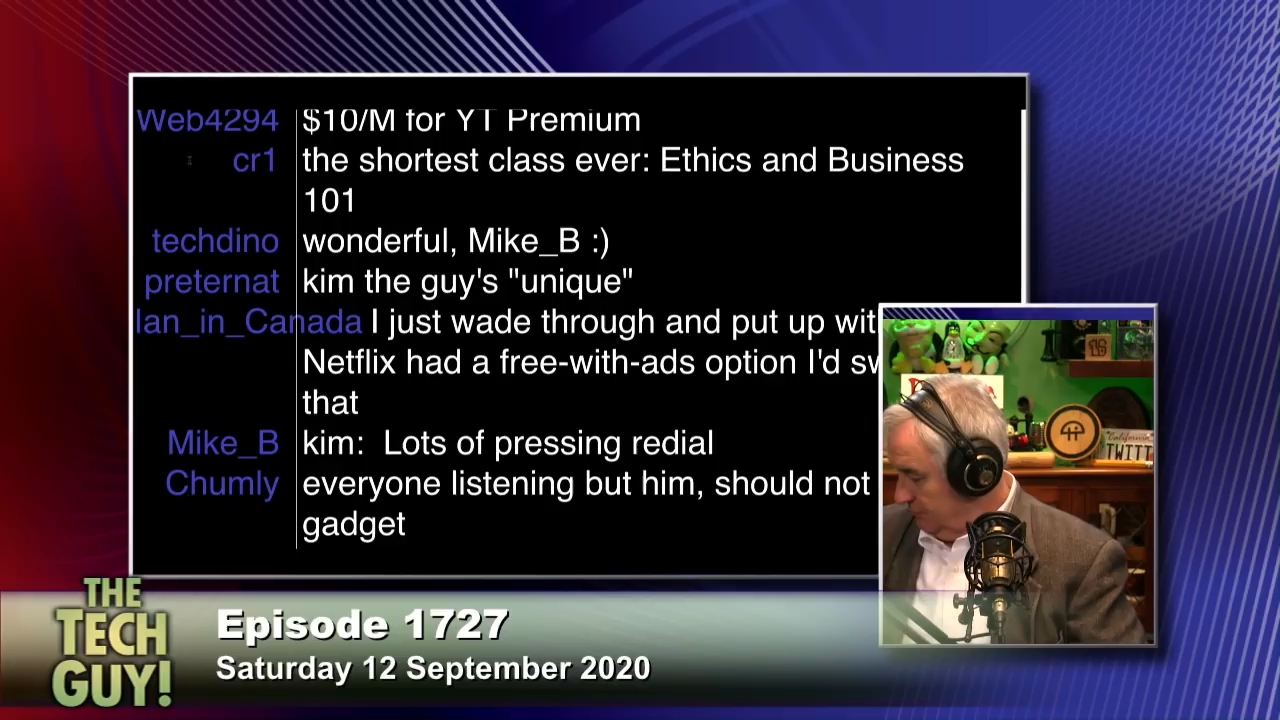 Web4294 $10/M for YT Premium
cr1 the shortest class ever: Ethics and Business
101
techdino wonderful, Mike_B :)
preternat kim the guy's "unique"
Ian_in_Canada I just wade through and put up wit
Netflix had a free-with-ads option I'd sw
that
Mike_B kim:  Lots of pressing redial
Chumly everyone listening but him, should not
gadget
16
California
TWIT
THE
TECH
GUY!
Episode 1727
Saturday 12 September 2020